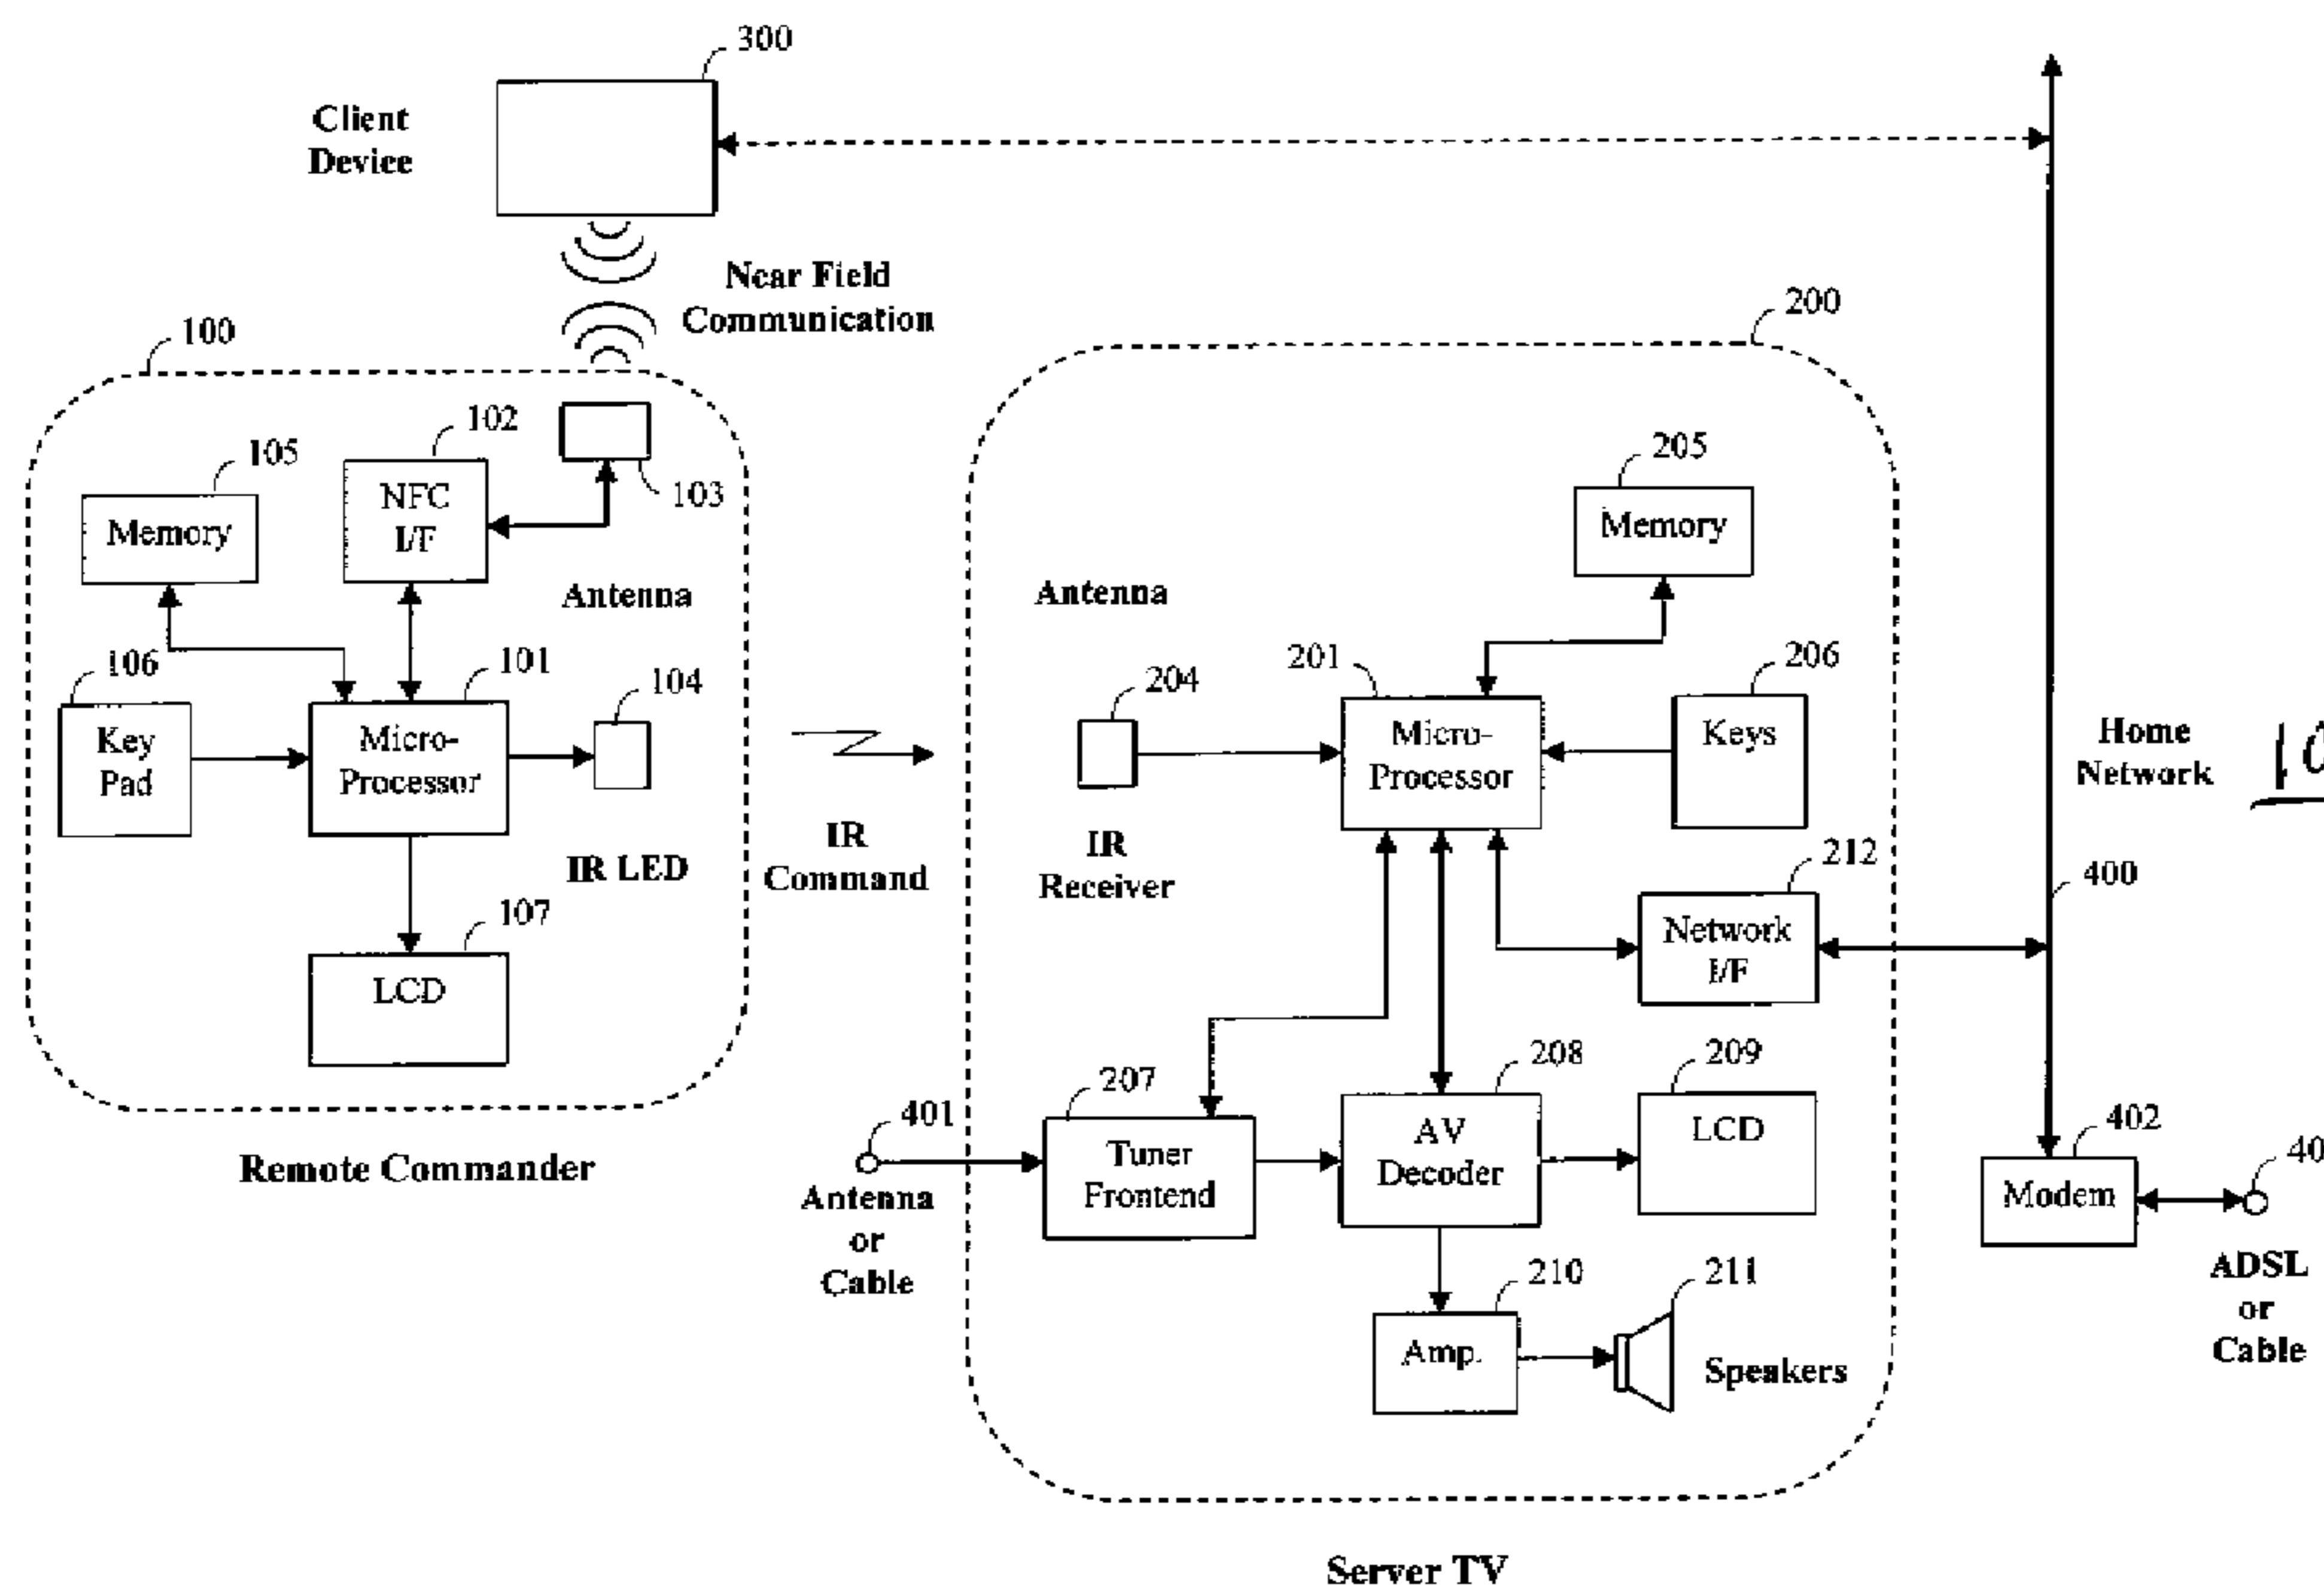 300
Client
Device
Near Field
Communication
100
200
102
105
103
NFC
I/F
Memory
Antenna
106
101
104
Key
Pad
Micro-
Processor
IR LED
107
LCD
Remote Commander
IR
Command
205
Memory
Antenna
201
206
204
Micro-
Processor
Keys
IR
Receiver
212
Network
I/F
207
208
209
401
Tuner
Frontend
AV
Decoder
LCD
Antenna
or
Cable
210
211
Amp.
Speakers
Server TV
Home
Network
400
402
Modem
ADSL
or
Cable